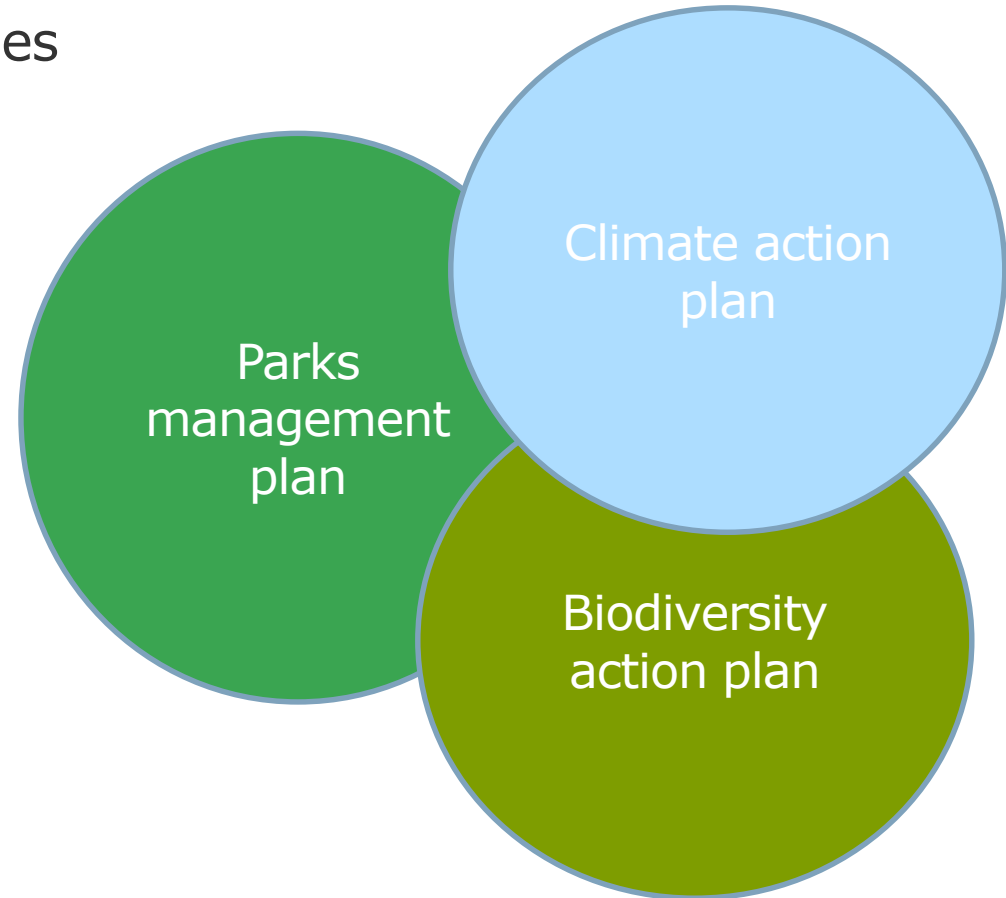 es
Climate action
plan
Parks
management
plan
Biodiversity
action plan